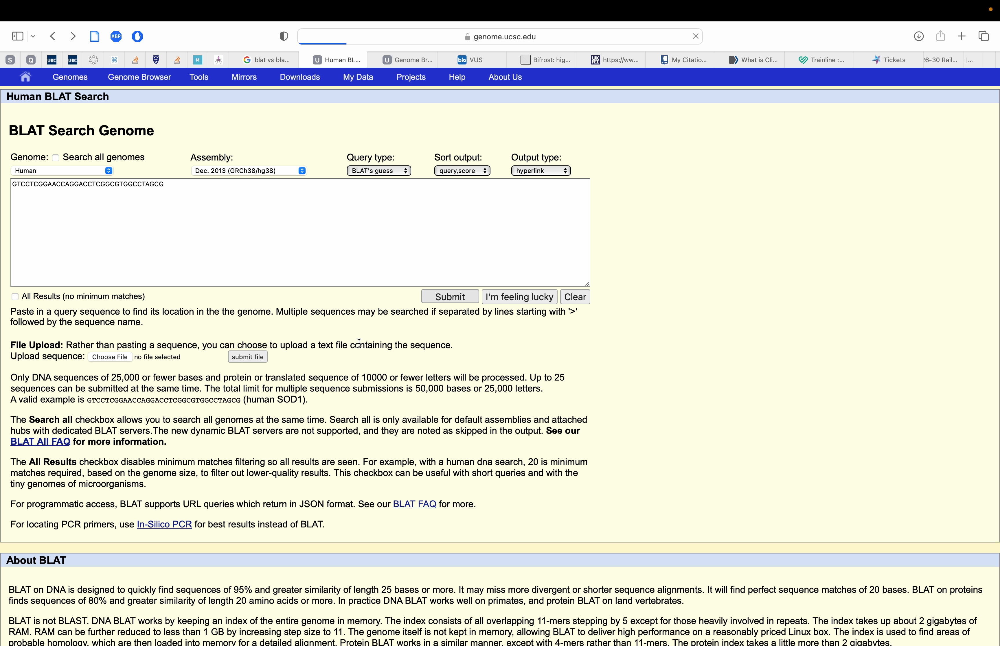 genome.ucsc.edu
ABP
S Q UBC UBC M blat vs bla... U Human BL... U Genome Br... bio VUS Bifrost: hig... https://ww... My Citatio... What is Cli... Trainline :... Tickets 26-30 Rail... |...
Genomes Genome Browser Tools Mirrors Downloads My Data Projects Help About Us
Human BLAT Search
BLAT Search Genome
Genome: Search all genomes Assembly: Query type: Sort output: Output type:
Human Dec. 2013 (GRCh38/hg38) BLAT's guess query,score hyperlink
GTCCTCGGAACCAGGACCTCGGCGTGGCCTAGCG
All Results (no minimum matches) Submit I'm feeling lucky Clear
Paste in a query sequence to find its location in the the genome. Multiple sequences may be searched if separated by lines starting with '>'
followed by the sequence name.
File Upload: Rather than pasting a sequence, you can choose to upload a text file containing the sequence.
Upload sequence: Choose File no file selected submit file
Only DNA sequences of 25,000 or fewer bases and protein or translated sequence of 10000 or fewer letters will be processed. Up to 25
sequences can be submitted at the same time. The total limit for multiple sequence submissions is 50,000 bases or 25,000 letters.
A valid example is GTCCTCGGAACCAGGACCTCGGCGTGGCCTAGCG (human SOD1).
The Search all checkbox allows you to search all genomes at the same time. Search all is only available for default assemblies and attached
hubs with dedicated BLAT servers.The new dynamic BLAT servers are not supported, and they are noted as skipped in the output. See our
BLAT All FAQ for more information.
The All Results checkbox disables minimum matches filtering so all results are seen. For example, with a human dna search, 20 is minimum
matches required, based on the genome size, to filter out lower-quality results. This checkbox can be useful with short queries and with the
tiny genomes of microorganisms.
For programmatic access, BLAT supports URL queries which return in JSON format. See our BLAT FAQ for more.
For locating PCR primers, use In-Silico PCR for best results instead of BLAT.
About BLAT
BLAT on DNA is designed to quickly find sequences of 95% and greater similarity of length 25 bases or more. It may miss more divergent or shorter sequence alignments. It will find perfect sequence matches of 20 bases. BLAT on proteins
finds sequences of 80% and greater similarity of length 20 amino acids or more. In practice DNA BLAT works well on primates, and protein BLAT on land vertebrates.
BLAT is not BLAST. DNA BLAT works by keeping an index of the entire genome in memory. The index consists of all overlapping 11-mers stepping by 5 except for those heavily involved in repeats. The index takes up about 2 gigabytes of
RAM. RAM can be further reduced to less than 1 GB by increasing step size to 11. The genome itself is not kept in memory, allowing BLAT to deliver high performance on a reasonably priced Linux box. The index is used to find areas of
probable homology, which are then loaded into memory for a detailed alignment. Protein BLAT works in a similar manner, except with 4-mers rather than 11-mers. The protein index takes a little more than 2 gigabytes.